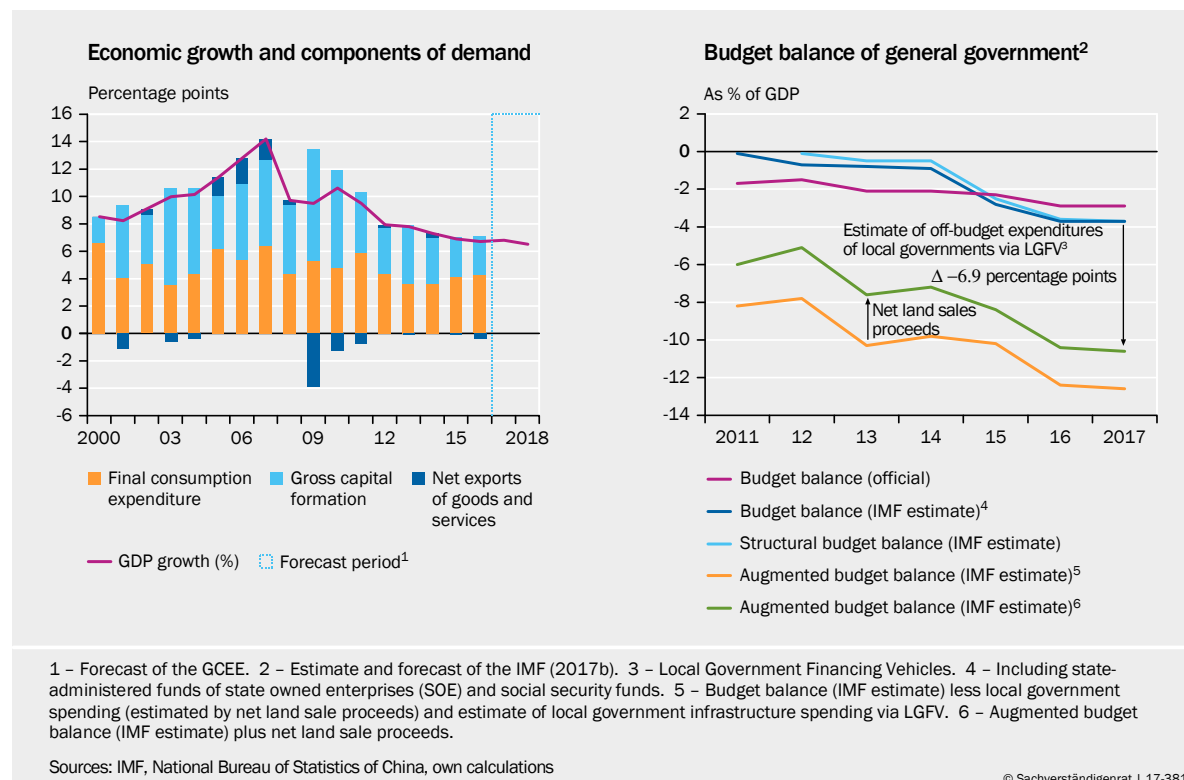 Economic growth and components of demand
Percentage points
16
14
12
10
8
6
4
2
0
-2
-4
-6
2000 03 06 09 12 15 2018
Final consumption
expenditure
Gross capital
formation
Net exports
of goods and
services
GDP growth (%)
Forecast period1
Budget balance of general government2
As % of GDP
2
0
-2
-4
-6
-8
-10
-12
-14
Estimate of off-budget expenditures
of local governments via LGFV3
Δ −6.9 percentage points
Net land sales
proceeds
2011 12 13 14 15 16 2017
Budget balance (official)
Budget balance (IMF estimate)4
Structural budget balance (IMF estimate)
Augmented budget balance (IMF estimate)5
Augmented budget balance (IMF estimate)6
1 – Forecast of the GCEE. 2 – Estimate and forecast of the IMF (2017b). 3 – Local Government Financing Vehicles. 4 – Including state-
administered funds of state owned enterprises (SOE) and social security funds. 5 – Budget balance (IMF estimate) less local government
spending (estimated by net land sale proceeds) and estimate of local government infrastructure spending via LGFV. 6 – Augmented budget
balance (IMF estimate) plus net land sale proceeds.
Sources: IMF, National Bureau of Statistics of China, own calculations
© Sachverständigenrat | 17-381